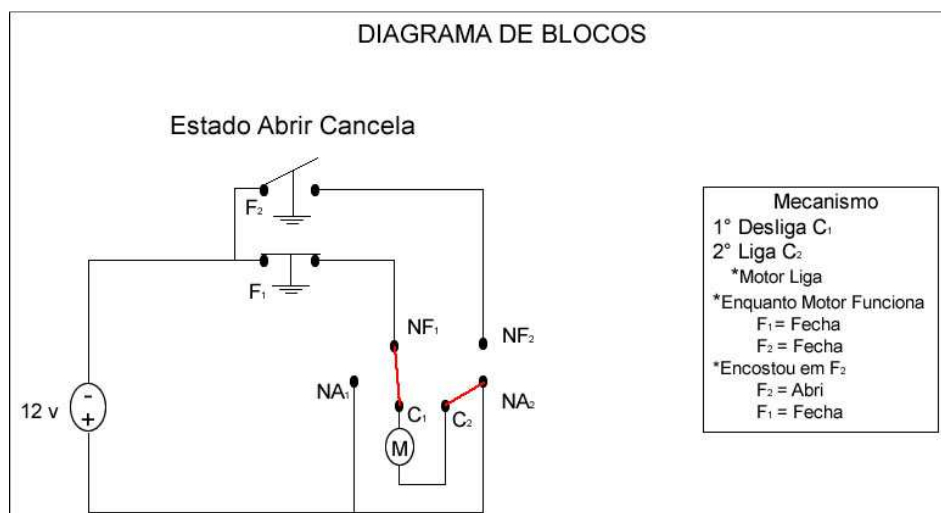 DIAGRAMA DE BLOCOS
Estado Abrir Cancela
F₂
F₁
NF₁
NF₂
NA₁
NA₂
C₁
C₂
M
12 v
-
+
Mecanismo
1° Desliga C₁
2° Liga C₂
*Motor Liga
*Enquanto Motor Funciona
F₁ = Fecha
F₂ = Fecha
*Encostou em F₂
F₂ = Abri
F₁ = Fecha